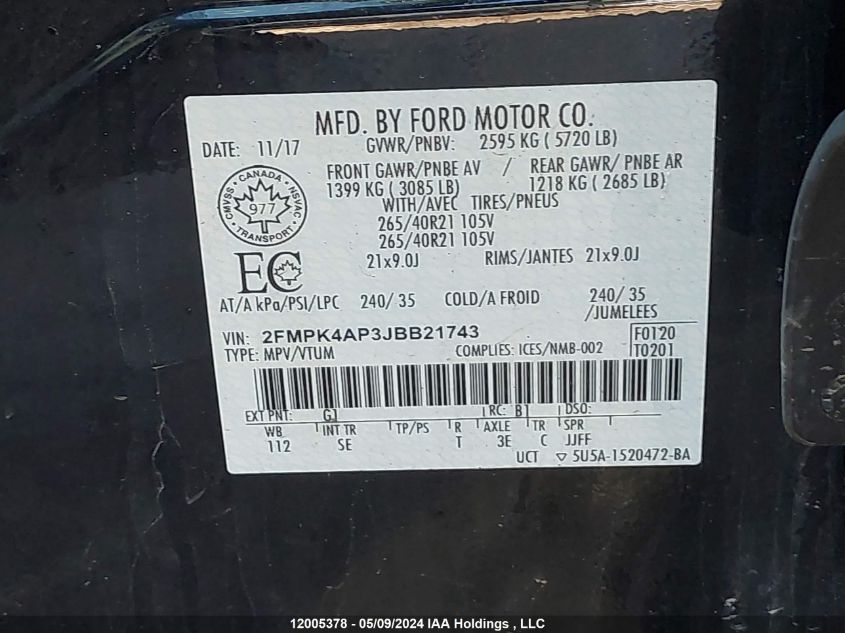 MFD. BY FORD MOTOR CO.
DATE: 11/17 GVWR/PNBV: 2595 KG ( 5720 LB)
FRONT GAWR/PNBE AV / REAR GAWR/ PNBE AR
1399 KG ( 3085 LB) 1218 KG ( 2685 LB)
WITH/AVEC TIRES/PNEUS
265/40R21 105V
265/40R21 105V
21x9.0J RIMS/JANTES 21x9.0J
CMVSS · CANADA · NSVAC
977
TRANSPORT
EC
AT/A kPa/PSI/LPC 240/ 35 COLD/A FROID 240/ 35
/JUMELEES
VIN: 2FMPK4AP3JBB21743 F0120
TYPE: MPV/VTUM COMPLIES: ICES/NMB-002 T0201
EXT PNT: G1 RC: B1 DSO:
WB INT TR TP/PS R AXLE TR SPR
112 SE T 3E C JJFF
UCT ▽ 5U5A-1520472-BA
12005378 - 05/09/2024 IAA Holdings , LLC